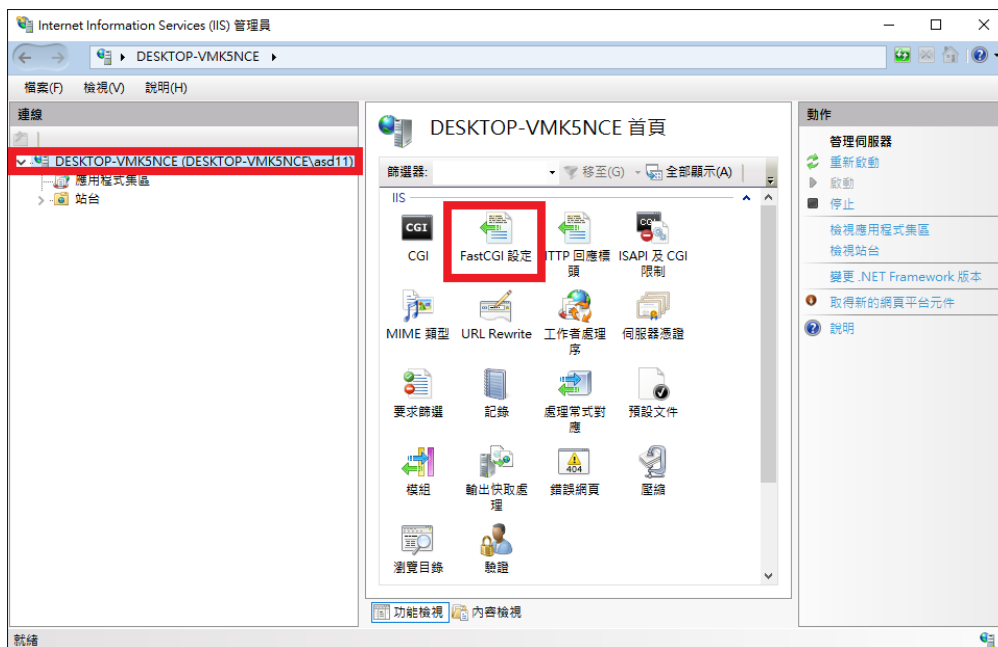 Internet Information Services (IIS) 管理員
DESKTOP-VMK5NCE
檔案(F) 檢視(V) 說明(H)
連線
DESKTOP-VMK5NCE (DESKTOP-VMK5NCE\asd11)
應用程式集區
站台
DESKTOP-VMK5NCE 首頁
篩選器: 移至(G) 全部顯示(A)
IIS
CGI
CGI
FastCGI 設定
HTTP 回應標
頭
ISAPI 及 CGI
限制
MIME 類型
URL Rewrite
工作者處理
序
伺服器憑證
要求篩選
記錄
處理常式對
應
預設文件
模組
輸出快取處
理
404
錯誤網頁
壓縮
瀏覽目錄
驗證
功能檢視 內容檢視
動作
管理伺服器
重新啟動
啟動
停止
檢視應用程式集區
檢視站台
變更 .NET Framework 版本
取得新的網頁平台元件
說明
就緒